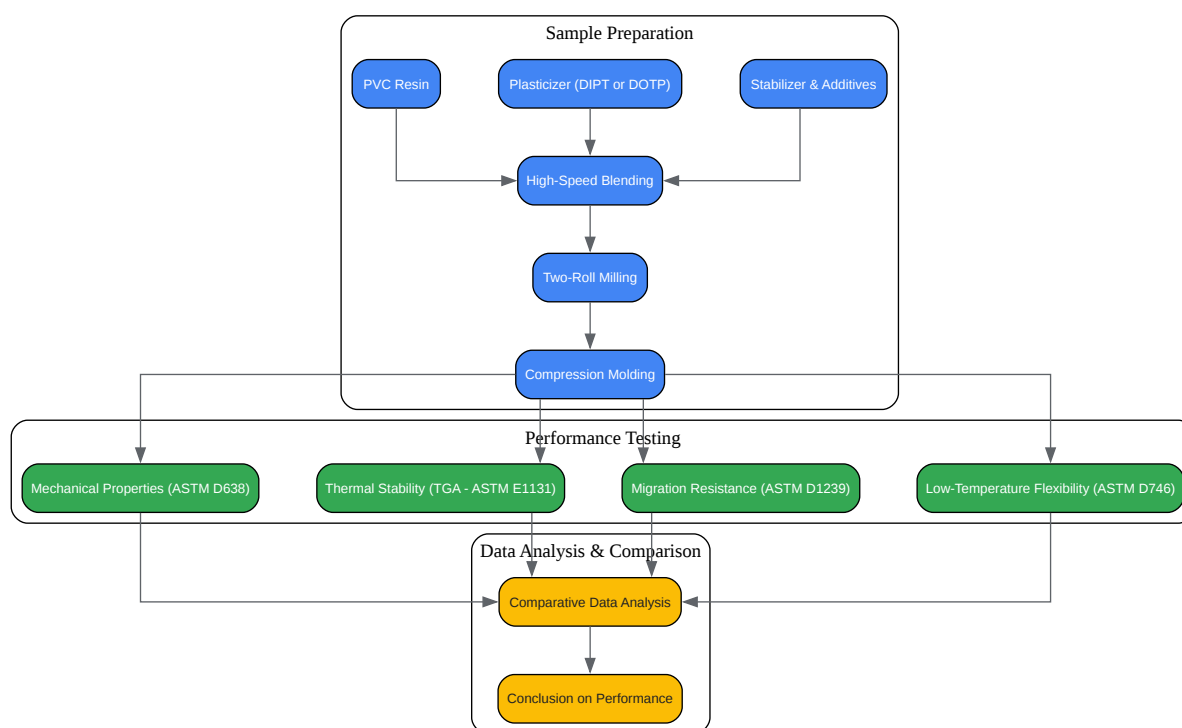 Sample Preparation
PVC Resin
Plasticizer (DIPT or DOTP)
Stabilizer & Additives
High-Speed Blending
Two-Roll Milling
Compression Molding
Performance Testing
Mechanical Properties (ASTM D638)
Thermal Stability (TGA - ASTM E1131)
Migration Resistance (ASTM D1239)
Low-Temperature Flexibility (ASTM D746)
Data Analysis & Comparison
Comparative Data Analysis
Conclusion on Performance